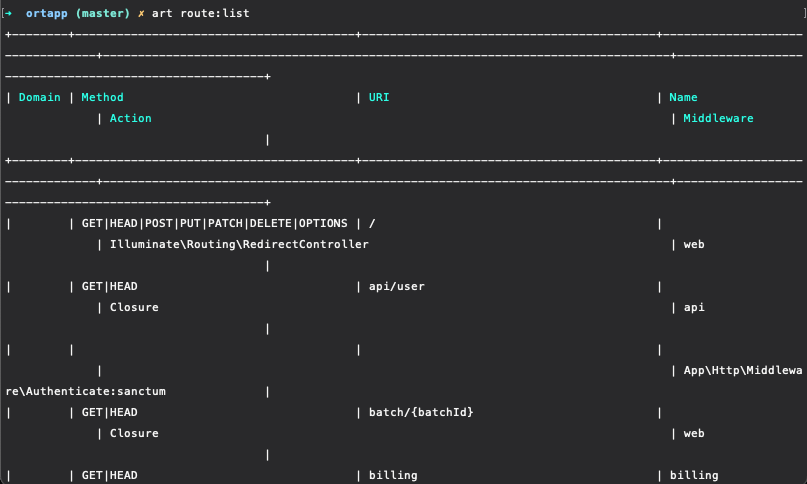 [→ ortapp (master) ✗ art route:list ]
+--------+----------------------------------------+------------------------------------------+--------------------
-------------+---------------------------------------------------------------------------------+------------------
-------------------------------------+
| Domain | Method | URI | Name
| Action | Middleware
|
+--------+----------------------------------------+------------------------------------------+--------------------
-------------+---------------------------------------------------------------------------------+------------------
-------------------------------------+
| | GET|HEAD|POST|PUT|PATCH|DELETE|OPTIONS | / |
| Illuminate\Routing\RedirectController | web
|
| | GET|HEAD | api/user |
| Closure | api
|
| | | |
| | App\Http\Middlewa
re\Authenticate:sanctum |
| | GET|HEAD | batch/{batchId} |
| Closure | web
|
| | GET|HEAD | billing | billing